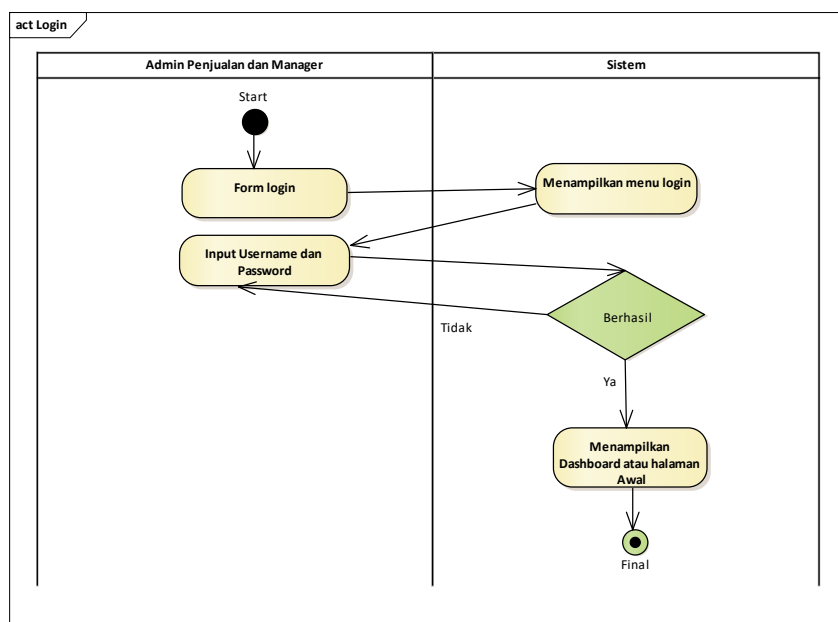 act Login
Admin Penjualan dan Manager
Sistem
Start
Form login
Menampilkan menu login
Input Username dan
Password
Berhasil
Tidak
Ya
Menampilkan
Dashboard atau halaman
Awal
Final